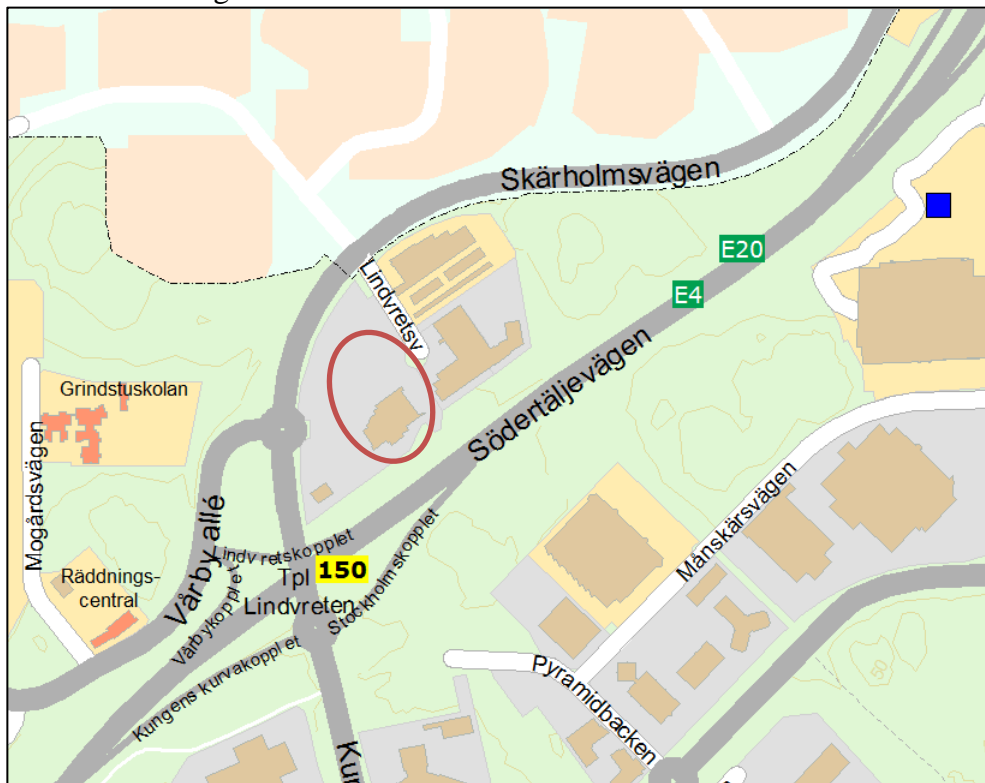 Skärholmsvägen
E20
E4
Lindvretsv
Södertäljevägen
Grindstuskolan
Mogårdsvägen
Månskärsvägen
Vårby allé
Lindvretskopplet
Tpl 150
Lindvreten
Räddnings-
central
Vårbykopplet
Stockholmskopplet
Kungens kurvakopplet
Pyramidbacken
50